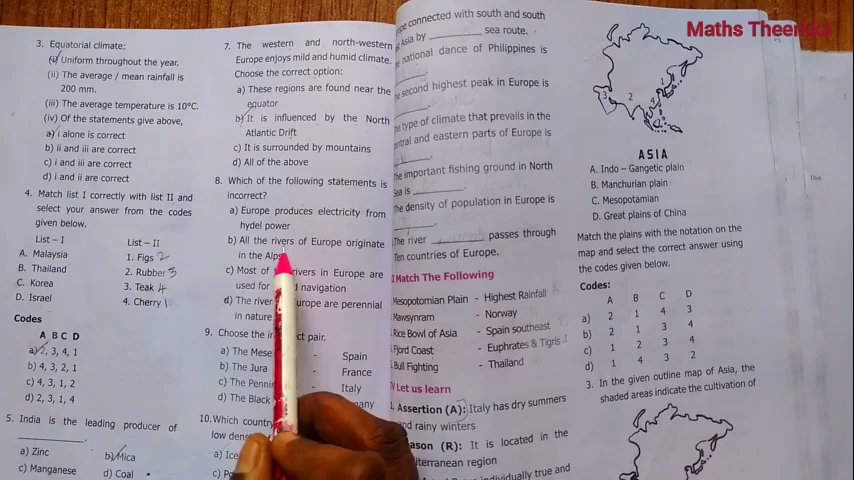 Maths Theeraka
3. Equatorial climate:
(i) Uniform throughout the year.
(ii) The average / mean rainfall is
200 mm.
(iii) The average temperature is 10°C.
(iv) Of the statements give above,
a) i alone is correct
b) ii and iii are correct
c) i and iii are correct
d) i and ii are correct
4. Match list I correctly with list II and
select your answer from the codes
given below.
List – I List – II
A. Malaysia 1. Figs 2
B. Thailand 2. Rubber 3
C. Korea 3. Teak 4
D. Israel 4. Cherry 1
Codes
A B C D
a) 2, 3, 4, 1
b) 4, 3, 2, 1
c) 4, 3, 1, 2
d) 2, 3, 1, 4
5. India is the leading producer of
a) Zinc b) Mica
c) Manganese d) Coal
7. The western and north-western
Europe enjoys mild and humid climate.
Choose the correct option:
a) These regions are found near the
equator
b) It is influenced by the North
Atlantic Drift
c) It is surrounded by mountains
d) All of the above
8. Which of the following statements is
incorrect?
a) Europe produces electricity from
hydel power
b) All the rivers of Europe originate
in the Alps
c) Most of rivers in Europe are
used for navigation
d) The river Europe are perennial
in nature
9. Choose the pair.
a) The - Spain
b) The Jura - France
c) The - Italy
d) The Black
10. Which
low
a)
c)
connected with south and south
Asia by ________ sea route.
national dance of Philippines is
second highest peak in Europe is
type of climate that prevails in the
and eastern parts of Europe is
important fishing ground in North
Sea is ________.
density of population in Europe is
The river ________ passes through
Ten countries of Europe.
Match The Following
Mesopotomian Plain - Highest Rainfall
Mawsynram - Norway
Rice Bowl of Asia - Spain southeast
Fjord Coast - Euphrates & Tigris
Bull Fighting - Thailand
Let us learn
Assertion (A): Italy has dry summers
and rainy winters
(R): It is located in the
region
individually true and
3 2 4
ASIA
A. Indo – Gangetic plain
B. Manchurian plain
C. Mesopotamian
D. Great plains of China
Match the plains with the notation on the
map and select the correct answer using
the codes given below.
Codes:
A B C D
a) 2 1 4 3
b) 2 1 3 4
c) 1 2 3 4
d) 1 4 3 2
3. In the given outline map of Asia, the
shaded areas indicate the cultivation of